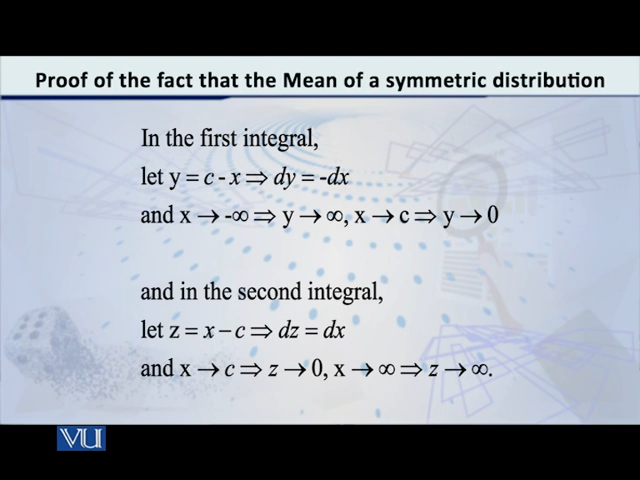 Proof of the fact that the Mean of a symmetric distribution
In the first integral,
let y = c - x ⇒ dy = -dx
and x → -∞ ⇒ y → ∞, x → c ⇒ y → 0
and in the second integral,
let z = x – c ⇒ dz = dx
and x → c ⇒ z → 0, x → ∞ ⇒ z → ∞.
VU